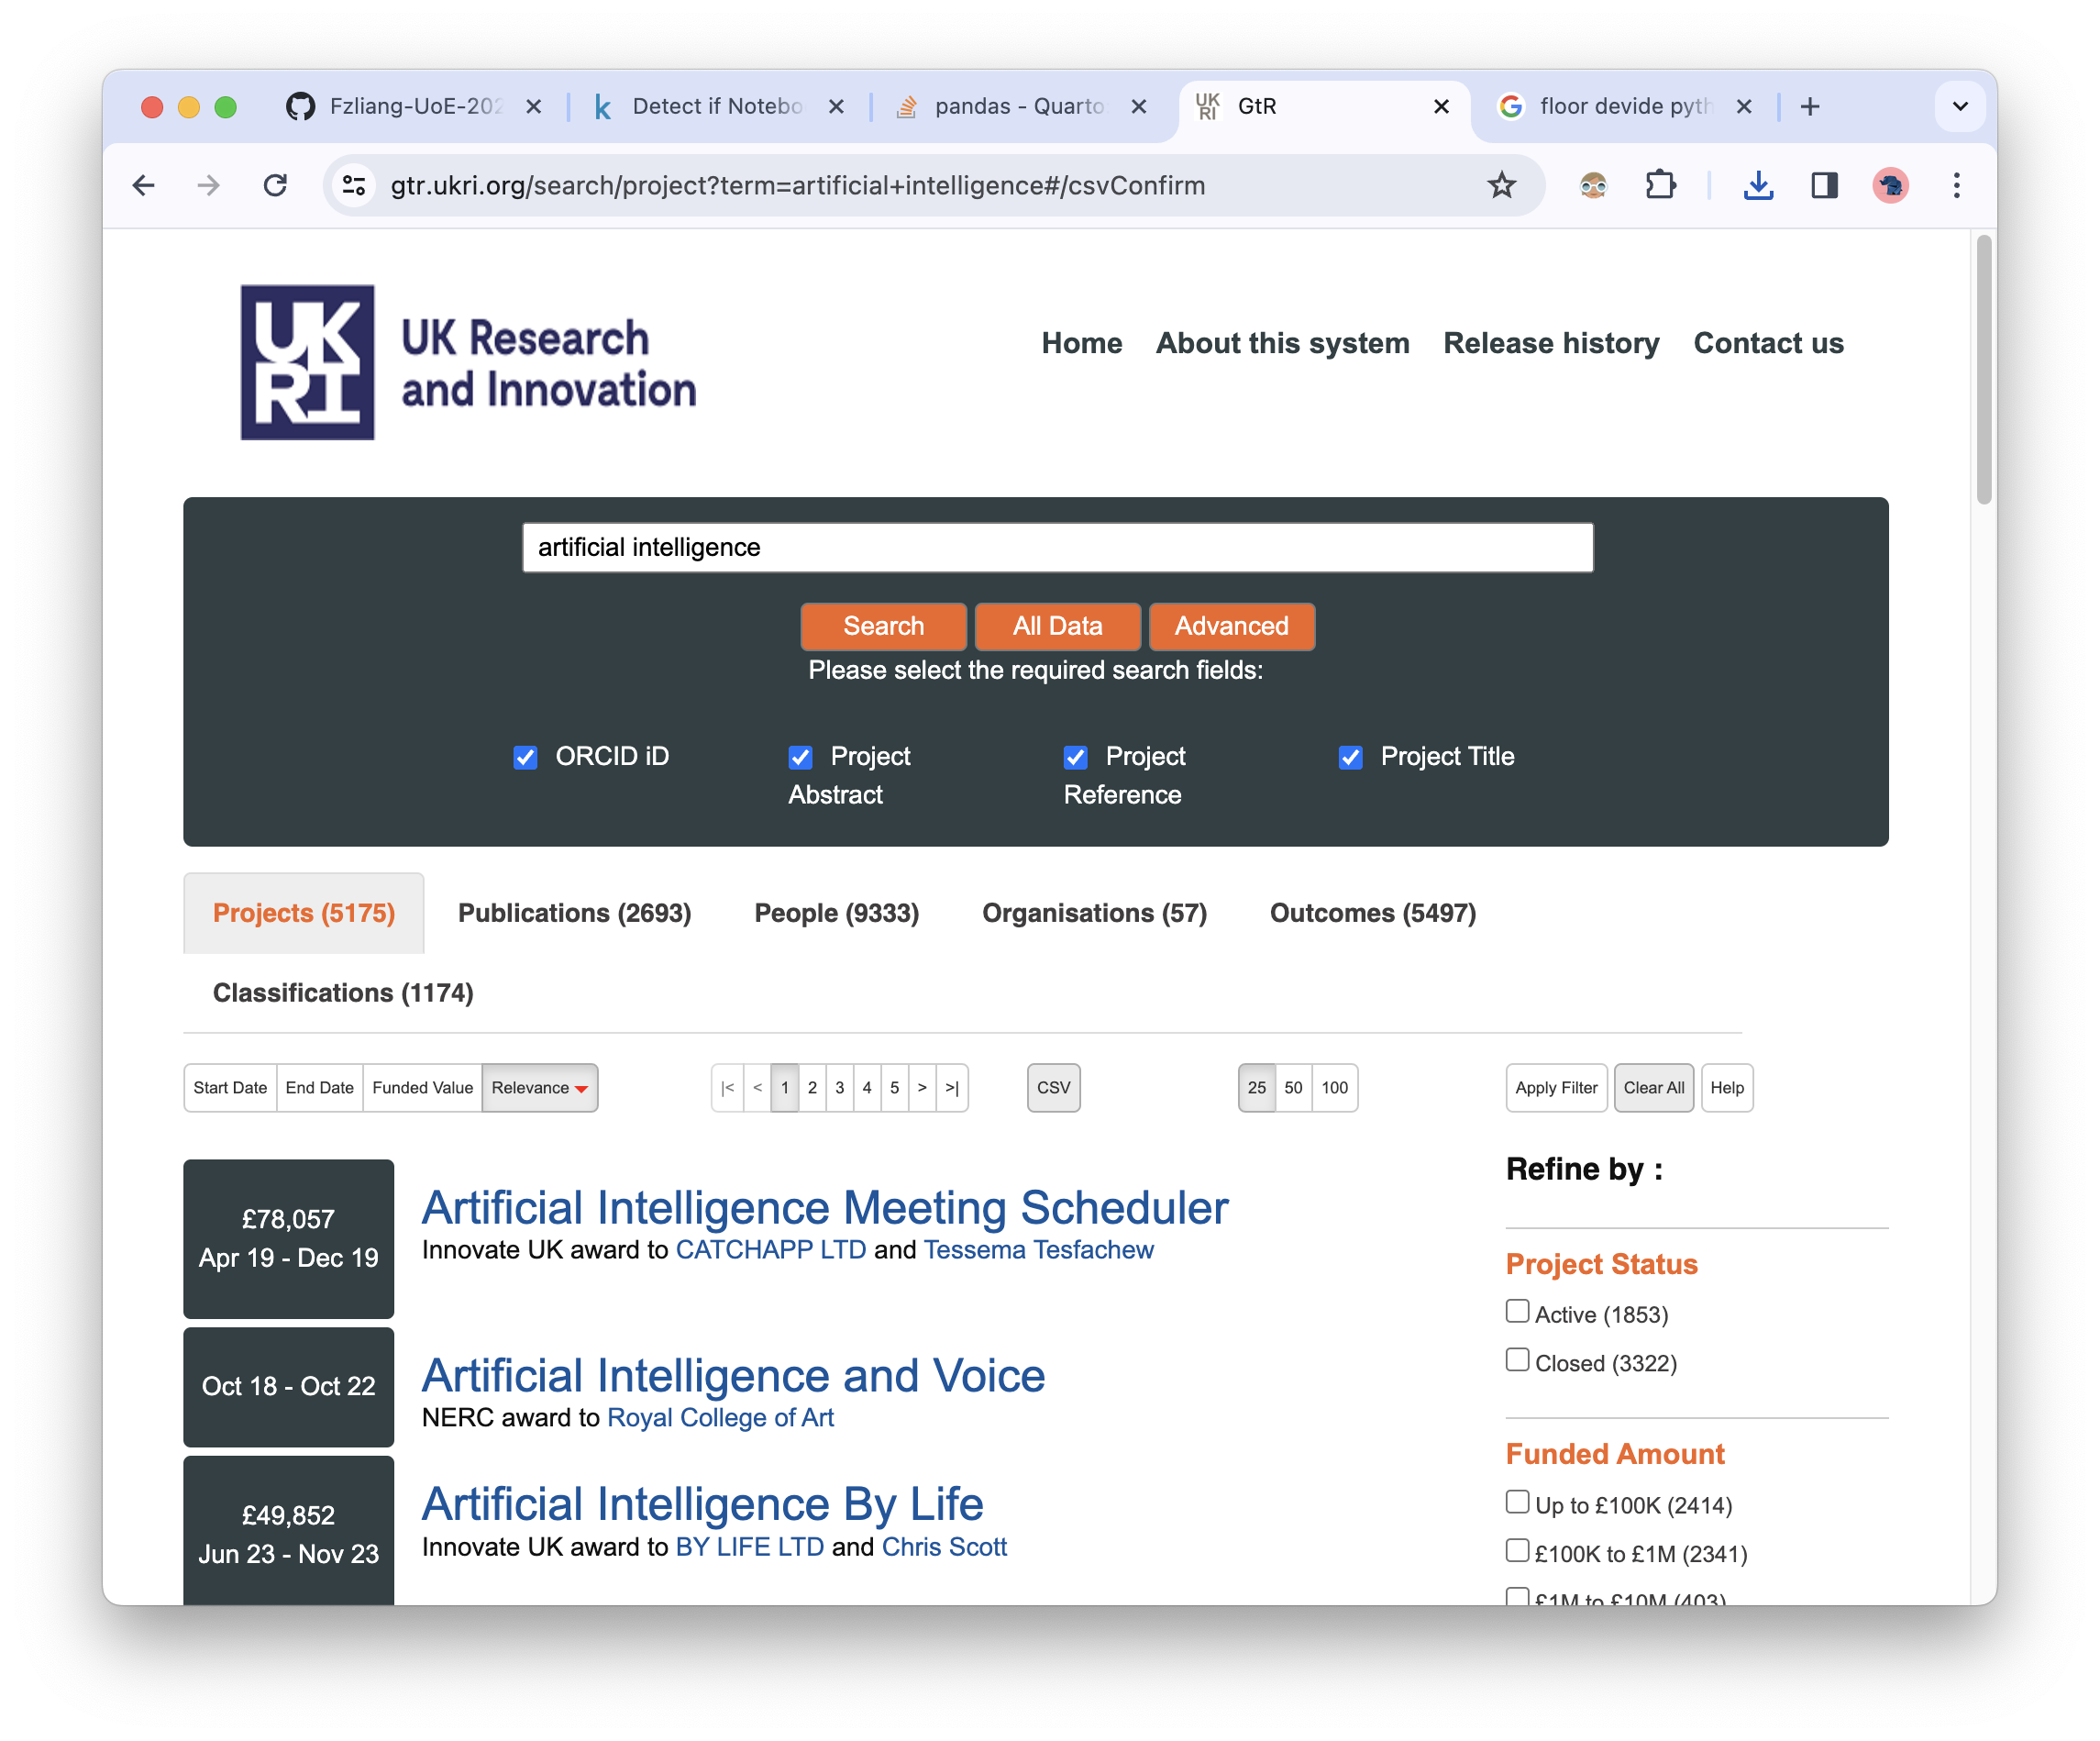 Fzliang-UoE-202
Detect if Notebo
pandas - Quarto
GtR
floor devide pyth
gtr.ukri.org/search/project?term=artificial+intelligence#/csvConfirm
UK
RI
UK Research
and Innovation
Home About this system Release history Contact us
artificial intelligence
Search All Data Advanced
Please select the required search fields:
ORCID iD
Project
Abstract
Project
Reference
Project Title
Projects (5175) Publications (2693) People (9333) Organisations (57) Outcomes (5497)
Classifications (1174)
Start Date End Date Funded Value Relevance
|< < 1 2 3 4 5 > >|
CSV
25 50 100
Apply Filter Clear All Help
£78,057
Apr 19 - Dec 19
Artificial Intelligence Meeting Scheduler
Innovate UK award to CATCHAPP LTD and Tessema Tesfachew
Oct 18 - Oct 22
Artificial Intelligence and Voice
NERC award to Royal College of Art
£49,852
Jun 23 - Nov 23
Artificial Intelligence By Life
Innovate UK award to BY LIFE LTD and Chris Scott
Refine by :
Project Status
Active (1853)
Closed (3322)
Funded Amount
Up to £100K (2414)
£100K to £1M (2341)
£1M to £10M (403)